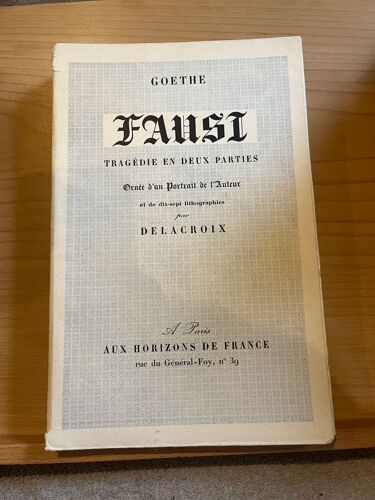 GOETHE
FAUST
TRAGÉDIE EN DEUX PARTIES
Ornée d'un Portrait de l'Auteur
et de dix-sept lithographies
par
DELACROIX
A Paris
AUX HORIZONS DE FRANCE
rue du Général-Foy, nº 39